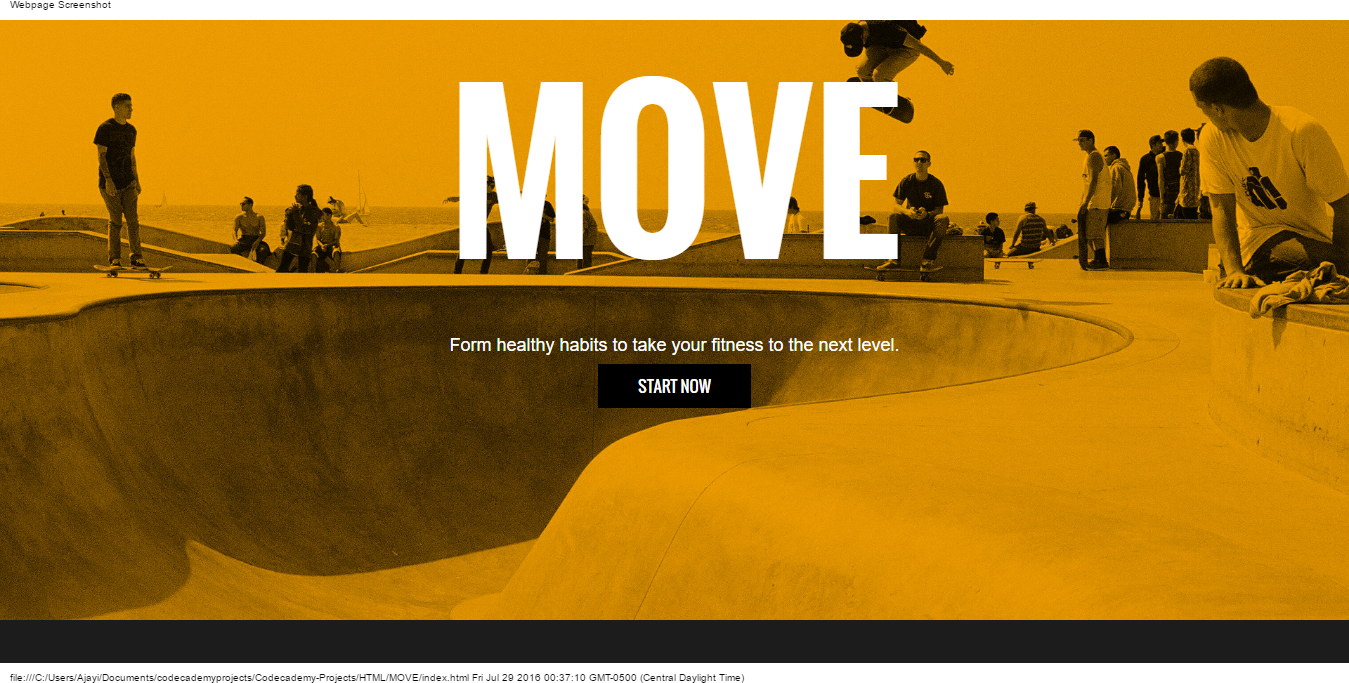 Webpage Screenshot
MOVE
Form healthy habits to take your fitness to the next level.
START NOW
file:///C:/Users/Ajayi/Documents/codecademyprojects/Codecademy-Projects/HTML/MOVE/index.html Fri Jul 29 2016 00:37:10 GMT-0500 (Central Daylight Time)